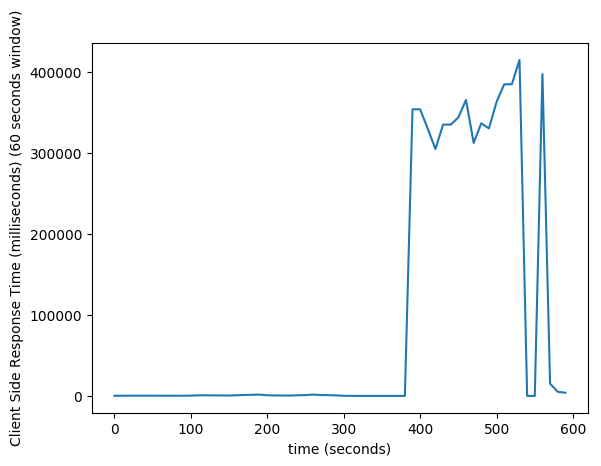 Client Side Response Time (milliseconds) (60 seconds window)
400000
300000
200000
100000
0
0 100 200 300 400 500 600
time (seconds)